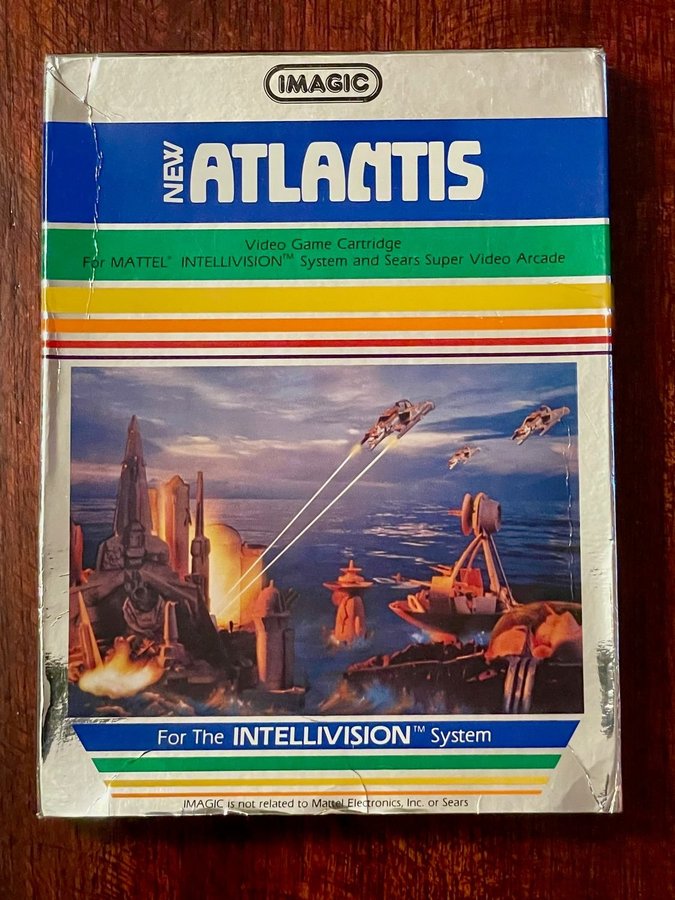 IMAGIC
NEW ATLANTIS
Video Game Cartridge
For MATTEL® INTELLIVISION™ System and Sears Super Video Arcade
For The INTELLIVISION™ System
IMAGIC is not related to Mattel Electronics, Inc. or Sears